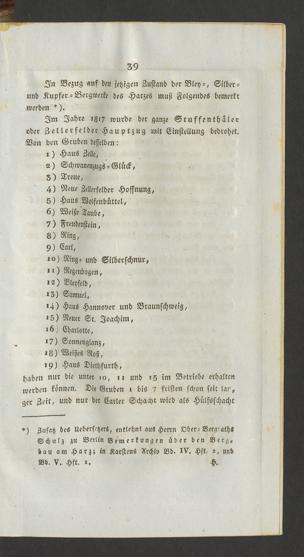 39
In Bezug auf den jetzigen Zustand der Bley-, Silber-
und Kupfer-Bergwerke des Harzes muß Folgendes bemerkt
werden *).
Im Jahre 1817 wurde der ganze Stuffenthäler
oder Zellerfelder Hauptzug mit Einstellung bedrohet.
Von den Gruben desselben:
1) Haus Zelle,
2) Schwanenzugs-Glück,
3) Treue,
4) Neue Zellerfelder Hoffnung,
5) Haus Wolfenbüttel,
6) Weiße Taube,
7) Freudenstein,
8) Ring,
9) Carl,
10) Ring- und Silberschnur,
11) Regenbogen,
12) Bleyfeld,
13) Samuel,
14) Haus Hannover und Braunschweig,
15) Neuer St. Joachim,
16) Charlotte,
17) Sonnenglanz,
18) Weißes Roß,
19) Haus Diethfurth,
haben nur die unter 10, 11 und 15 im Betriebe erhalten
werden können. Die Gruben 1 bis 7 fristen schon seit lan-
ger Zeit, und nur der Carler Schacht wird als Hülfsschacht
*) Zusatz des Uebersetzers, entlehnt aus Herrn Ober-Bergraths
Schulz zu Berlin Bemerkungen über den Berg-
bau am Harz; in Karstens Archiv Bd. IV. Hft. 2, und
Bd. V. Hft. 1. H.